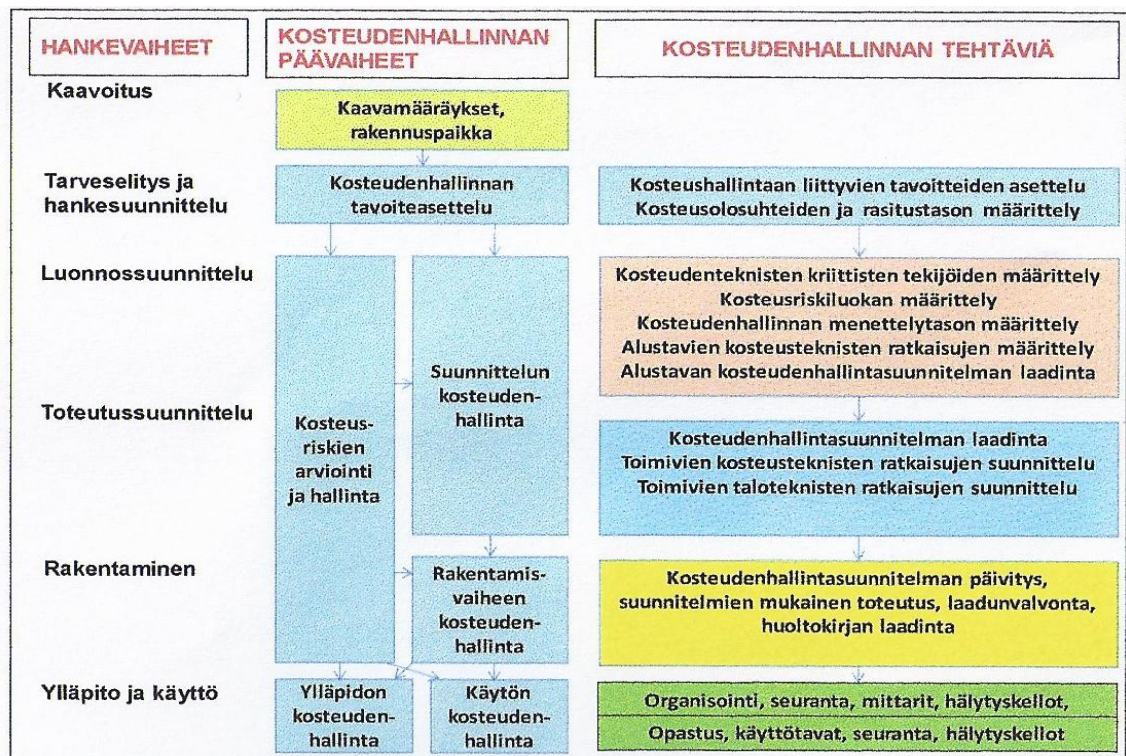 HANKEVAIHEET
KOSTEUDENHALLINNAN
PÄÄVAIHEET
KOSTEUDENHALLINNAN TEHTÄVIÄ
Kaavoitus
Kaavamääräykset,
rakennuspaikka
Tarveselitys ja
hankesuunnittelu
Kosteudenhallinnan
tavoiteasettelu
Kosteushallintaan liittyvien tavoitteiden asettelu
Kosteusolosuhteiden ja rasitustason määrittely
Luonnossuunnittelu
Kosteudenteknisten kriittisten tekijöiden määrittely
Kosteusriskiluokan määrittely
Kosteudenhallinnan menettelytason määrittely
Alustavien kosteusteknisten ratkaisujen määrittely
Alustavan kosteudenhallintasuunnitelman laadinta
Suunnittelun
kosteuden-
hallinta
Toteutussuunnittelu
Kosteus-
riskien
arviointi
ja hallinta
Kosteudenhallintasuunnitelman laadinta
Toimivien kosteusteknisten ratkaisujen suunnittelu
Toimivien taloteknisten ratkaisujen suunnittelu
Rakentaminen
Rakentamis-
vaiheen
kosteuden-
hallinta
Kosteudenhallintasuunnitelman päivitys,
suunnitelmien mukainen toteutus, laadunvalvonta,
huoltokirjan laadinta
Ylläpito ja käyttö
Ylläpidon
kosteuden-
hallinta
Käytön
kosteuden-
hallinta
Organisointi, seuranta, mittarit, hälytyskellot,
Opastus, käyttötavat, seuranta, hälytyskellot